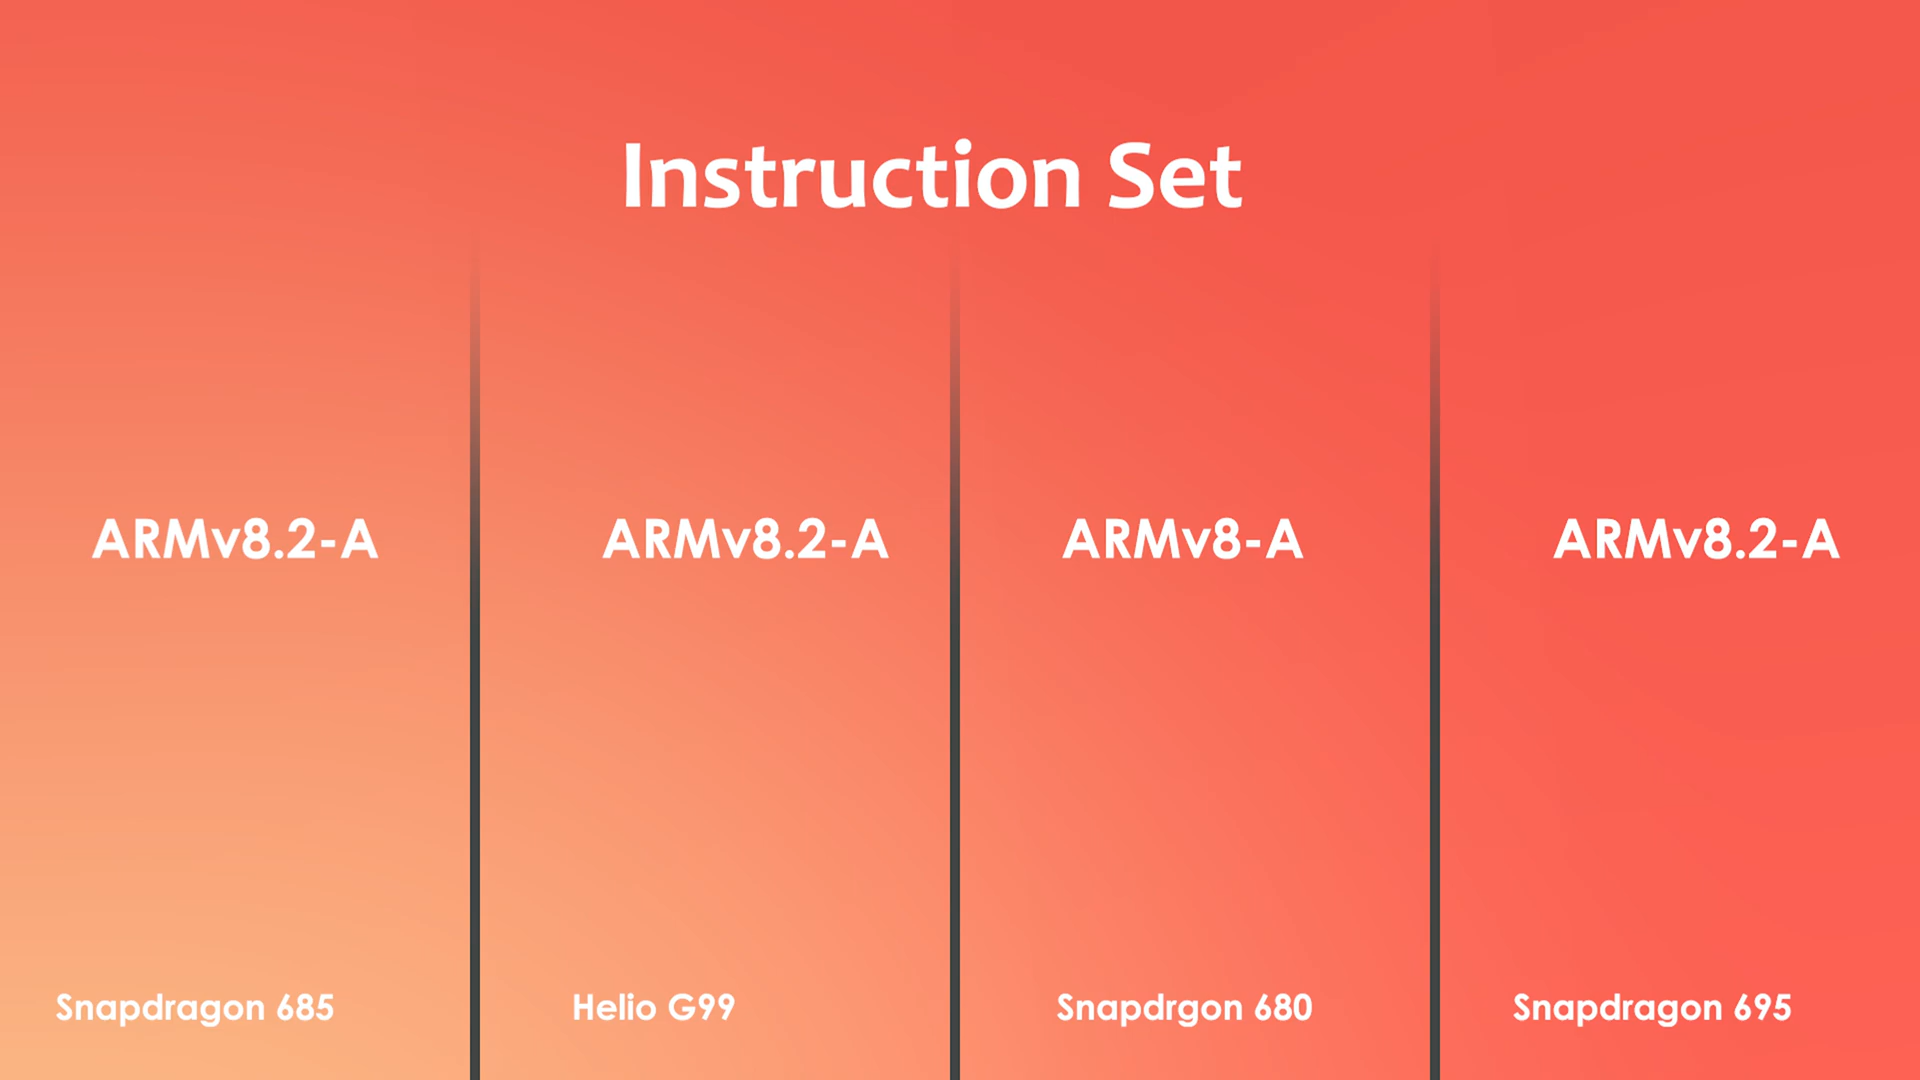 Instruction Set
ARMv8.2-A
ARMv8.2-A
ARMv8-A
ARMv8.2-A
Snapdragon 685
Helio G99
Snapdrgon 680
Snapdragon 695